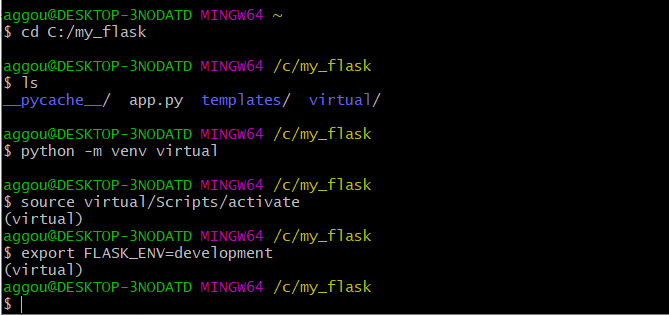 aggou@DESKTOP-3NODATD MINGW64 ~
$ cd C:/my_flask
aggou@DESKTOP-3NODATD MINGW64 /c/my_flask
$ ls
__pycache__/  app.py  templates/  virtual/
aggou@DESKTOP-3NODATD MINGW64 /c/my_flask
$ python -m venv virtual
aggou@DESKTOP-3NODATD MINGW64 /c/my_flask
$ source virtual/Scripts/activate
(virtual)
aggou@DESKTOP-3NODATD MINGW64 /c/my_flask
$ export FLASK_ENV=development
(virtual)
aggou@DESKTOP-3NODATD MINGW64 /c/my_flask
$